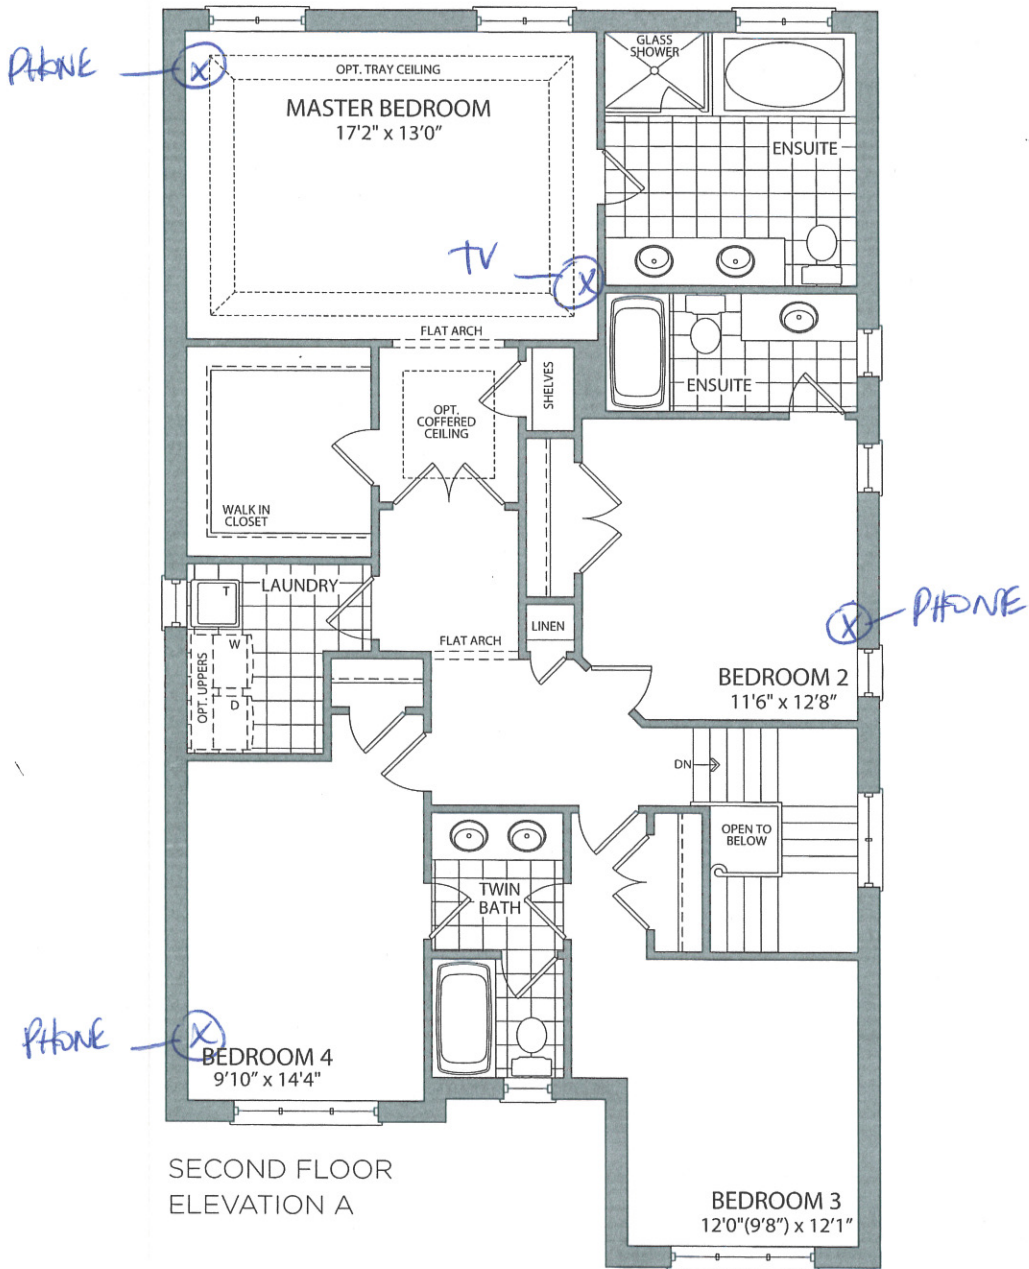 PHONE
OPT. TRAY CEILING
MASTER BEDROOM
17'2" x 13'0"
GLASS
SHOWER
ENSUITE
TV
FLAT ARCH
SHELVES
ENSUITE
OPT.
COFFERED
CEILING
WALK IN
CLOSET
LAUNDRY
T
W
D
OPT. UPPERS
FLAT ARCH
LINEN
PHONE
BEDROOM 2
11'6" x 12'8"
DN
OPEN TO
BELOW
TWIN
BATH
PHONE
BEDROOM 4
9'10" x 14'4"
SECOND FLOOR
ELEVATION A
BEDROOM 3
12'0"(9'8") x 12'1"